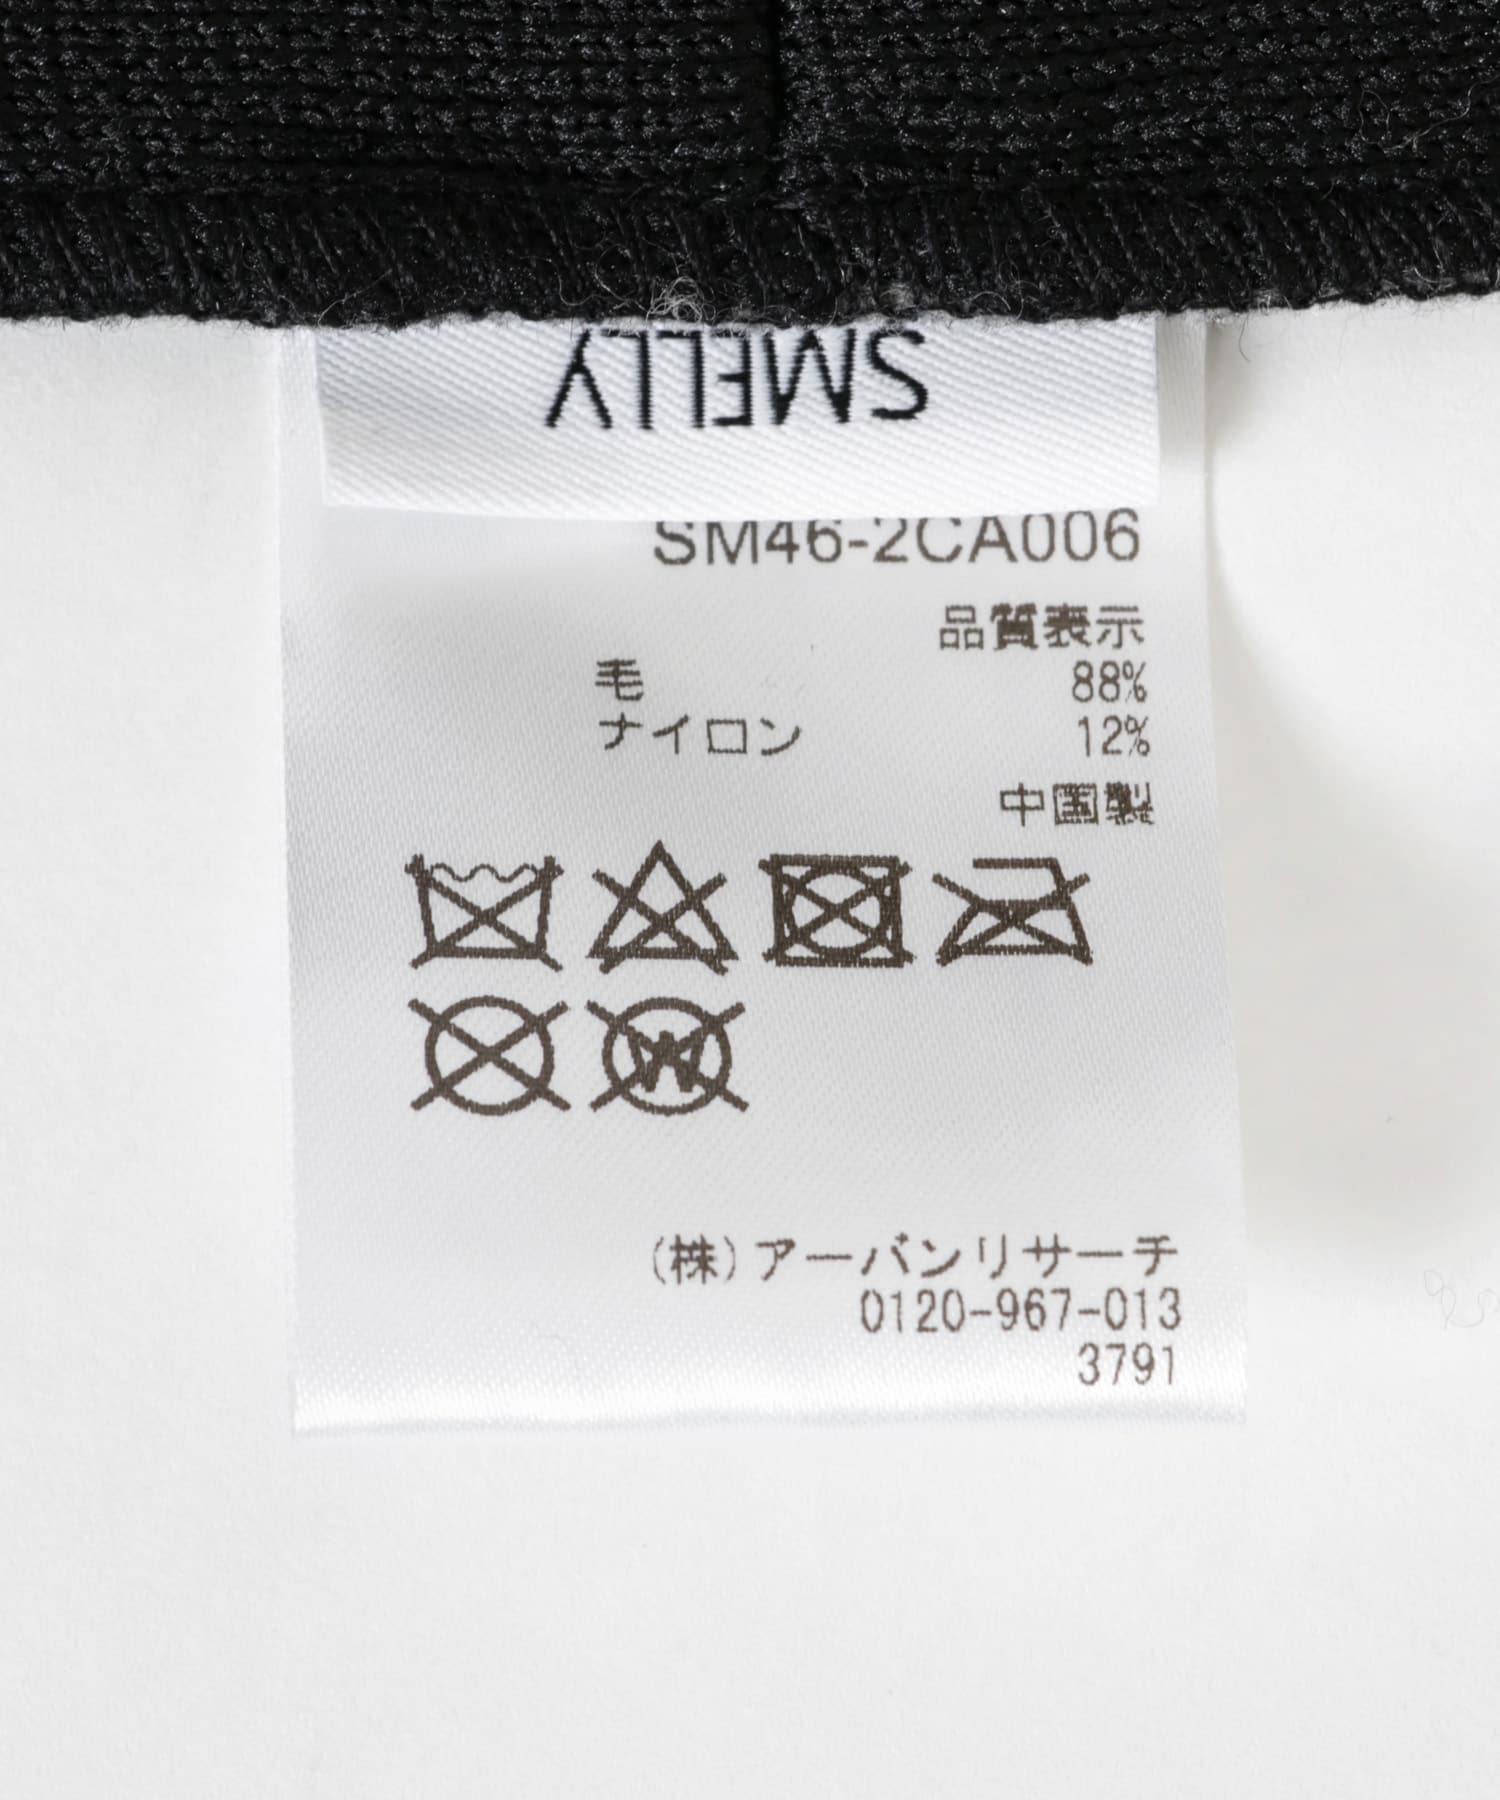 SMELLY
SM46-2CA006
品質表示
毛 88%
ナイロン 12%
中国製
W
(株)アーバンリサーチ
0120-967-013
3791